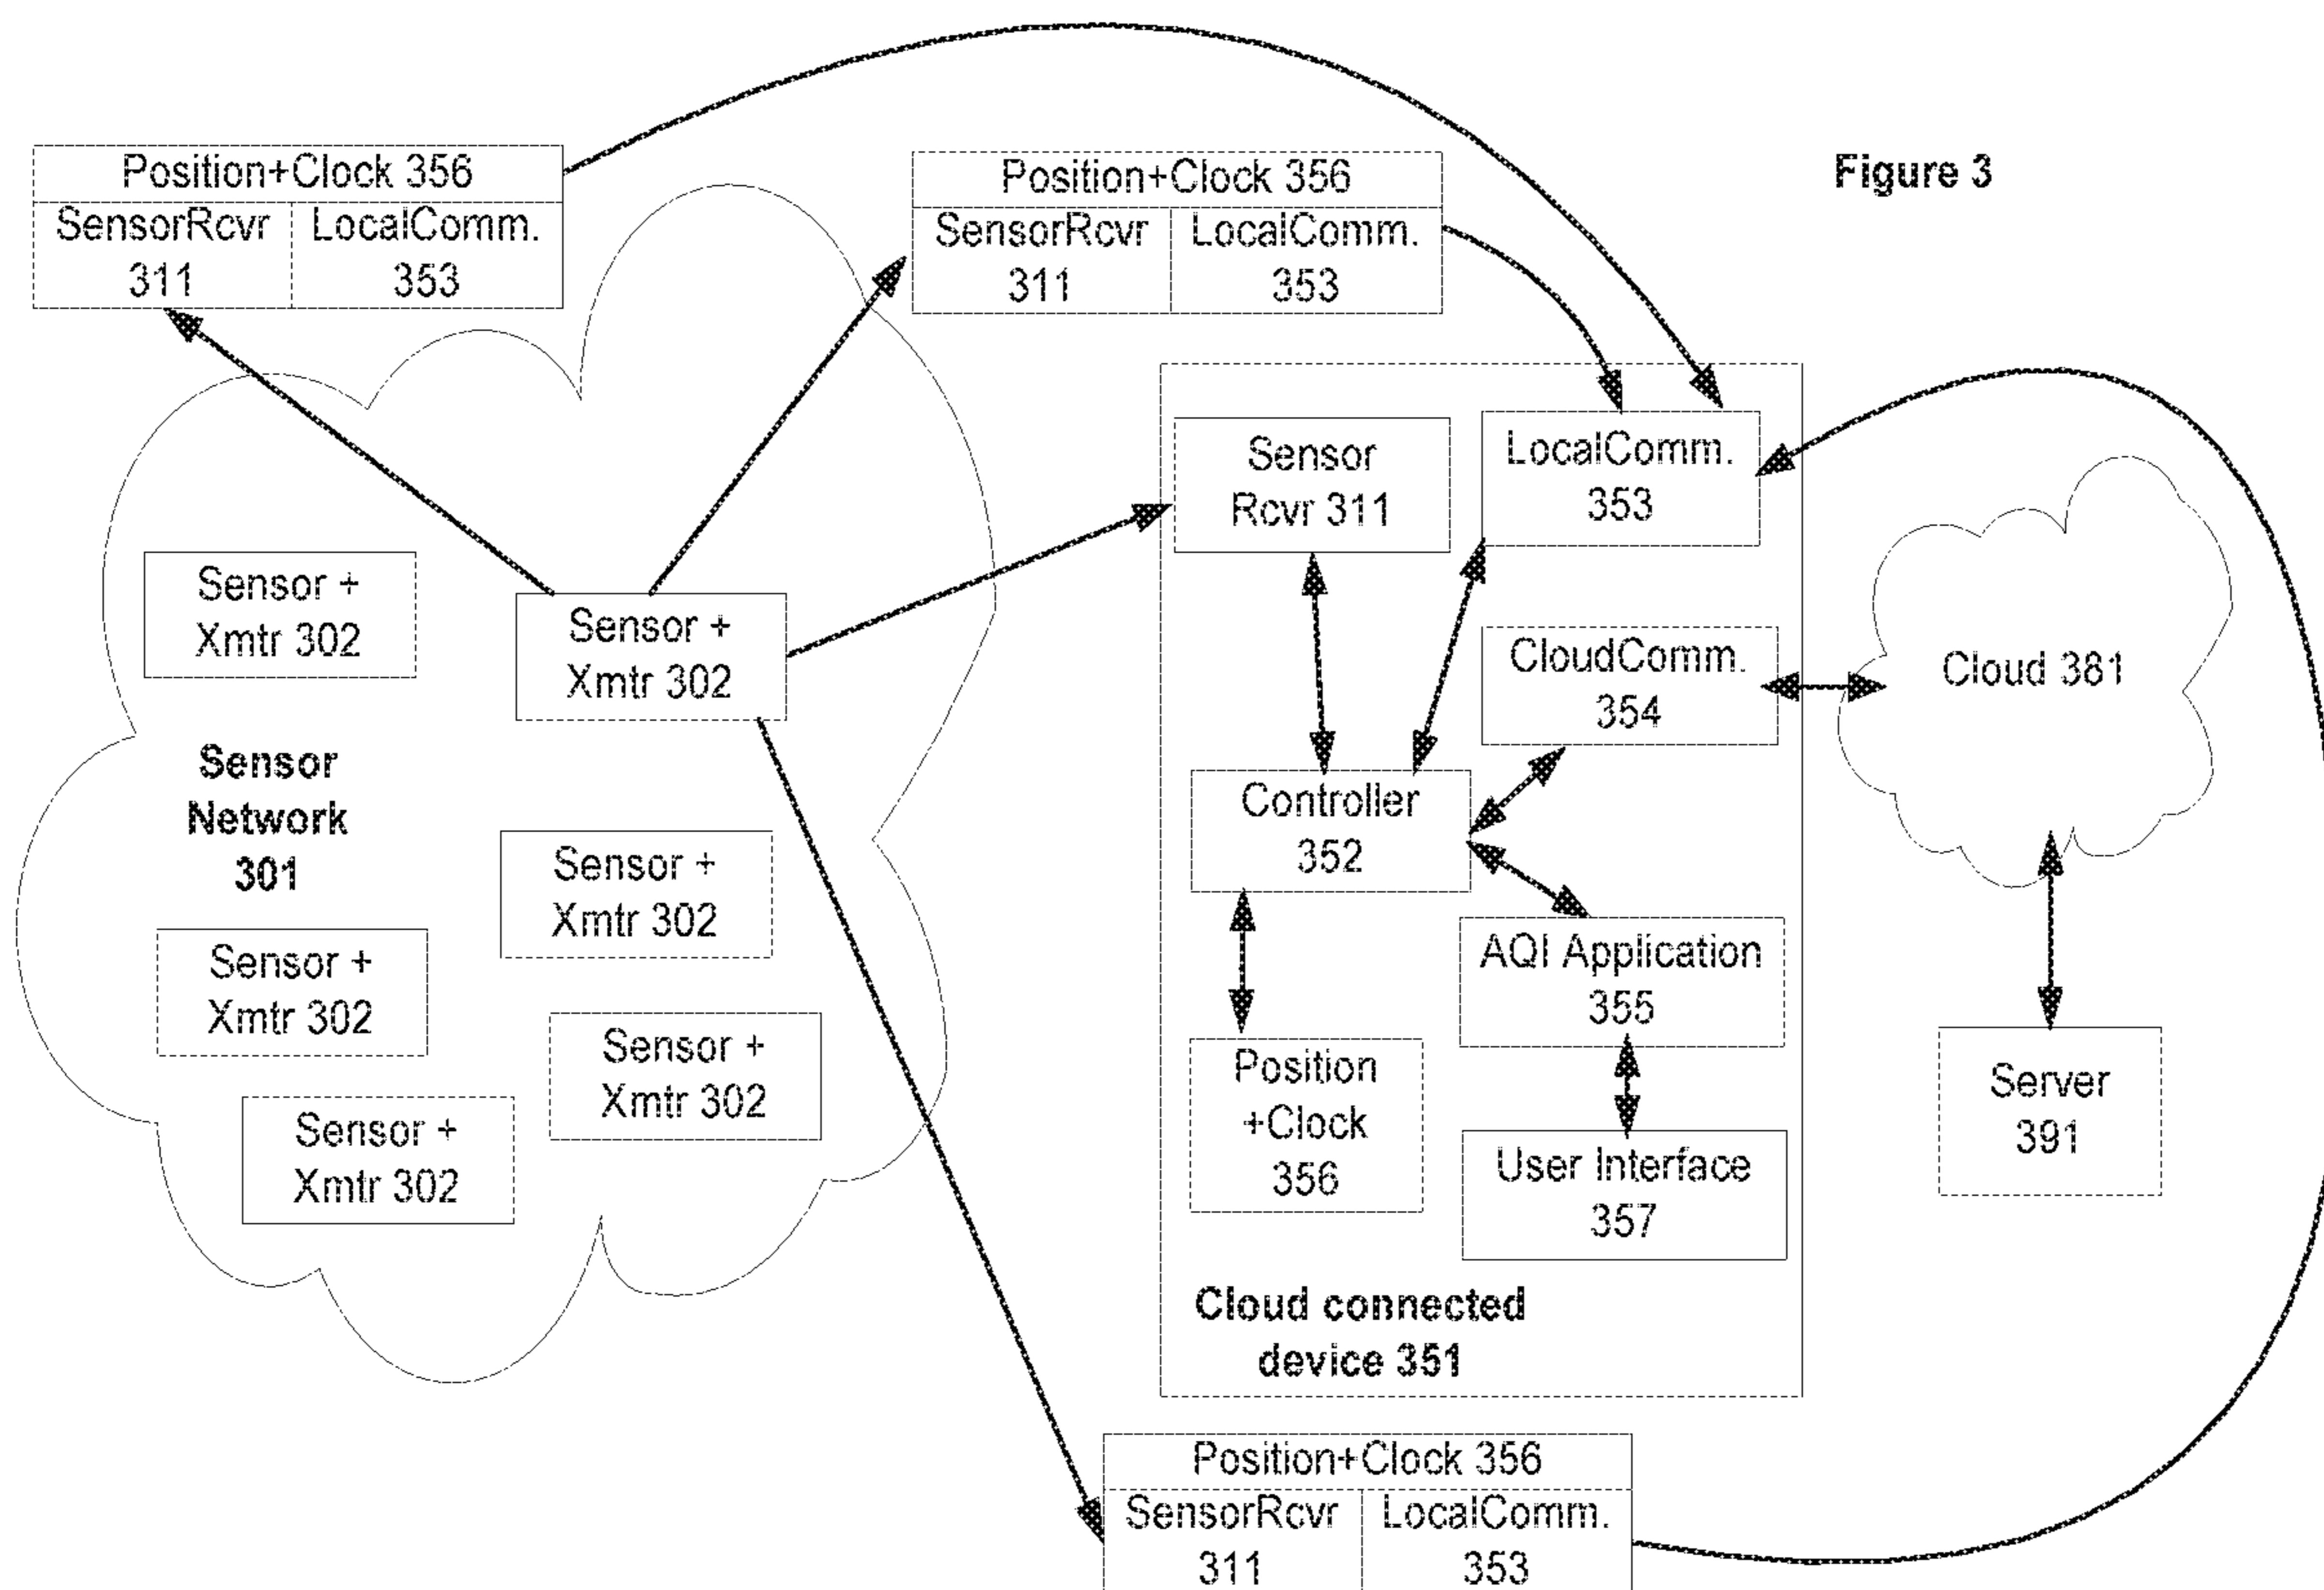 Figure 3
Position+Clock 356
SensorRcvr
311
LocalComm.
353
Position+Clock 356
SensorRcvr
311
LocalComm.
353
Sensor
Rcvr 311
LocalComm.
353
Sensor +
Xmtr 302
Sensor +
Xmtr 302
CloudComm.
354
Cloud 381
Sensor
Network
301
Controller
352
Sensor +
Xmtr 302
Sensor +
Xmtr 302
AQI Application
355
Sensor +
Xmtr 302
Position
+Clock
356
Server
391
Sensor +
Xmtr 302
User Interface
357
Cloud connected
device 351
Position+Clock 356
SensorRcvr
311
LocalComm.
353